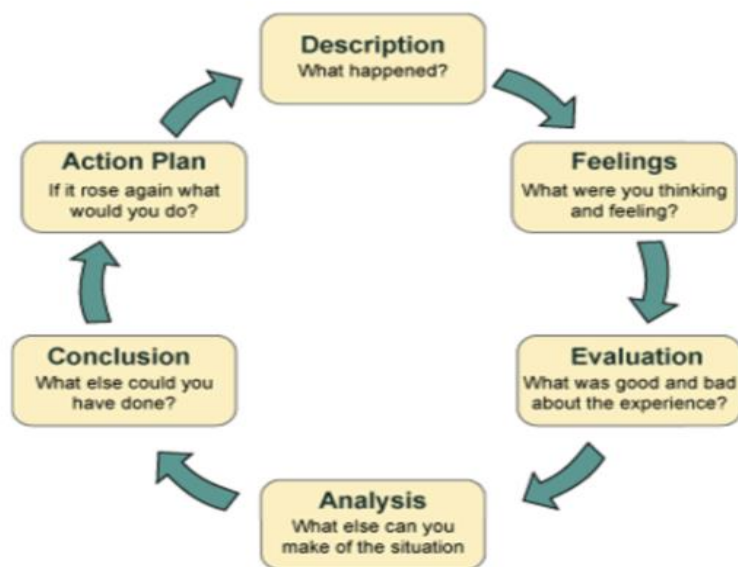 Description
What happened?
Feelings
What were you thinking
and feeling?
Evaluation
What was good and bad
about the experience?
Analysis
What else can you
make of the situation
Conclusion
What else could you
have done?
Action Plan
If it rose again what
would you do?